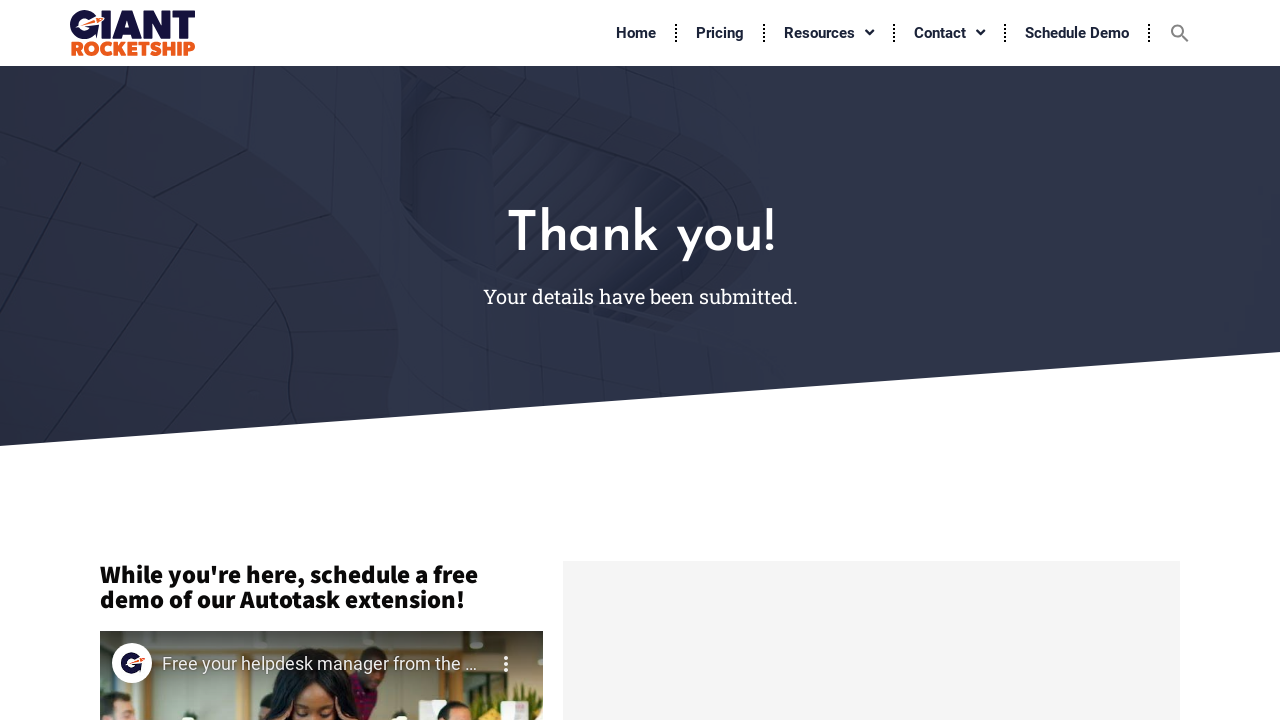 GIANT
ROCKETSHIP
Home
Pricing
Resources
Contact
Schedule Demo
Thank you!
Your details have been submitted.
While you're here, schedule a free
demo of our Autotask extension!
Free your helpdesk manager from the ...